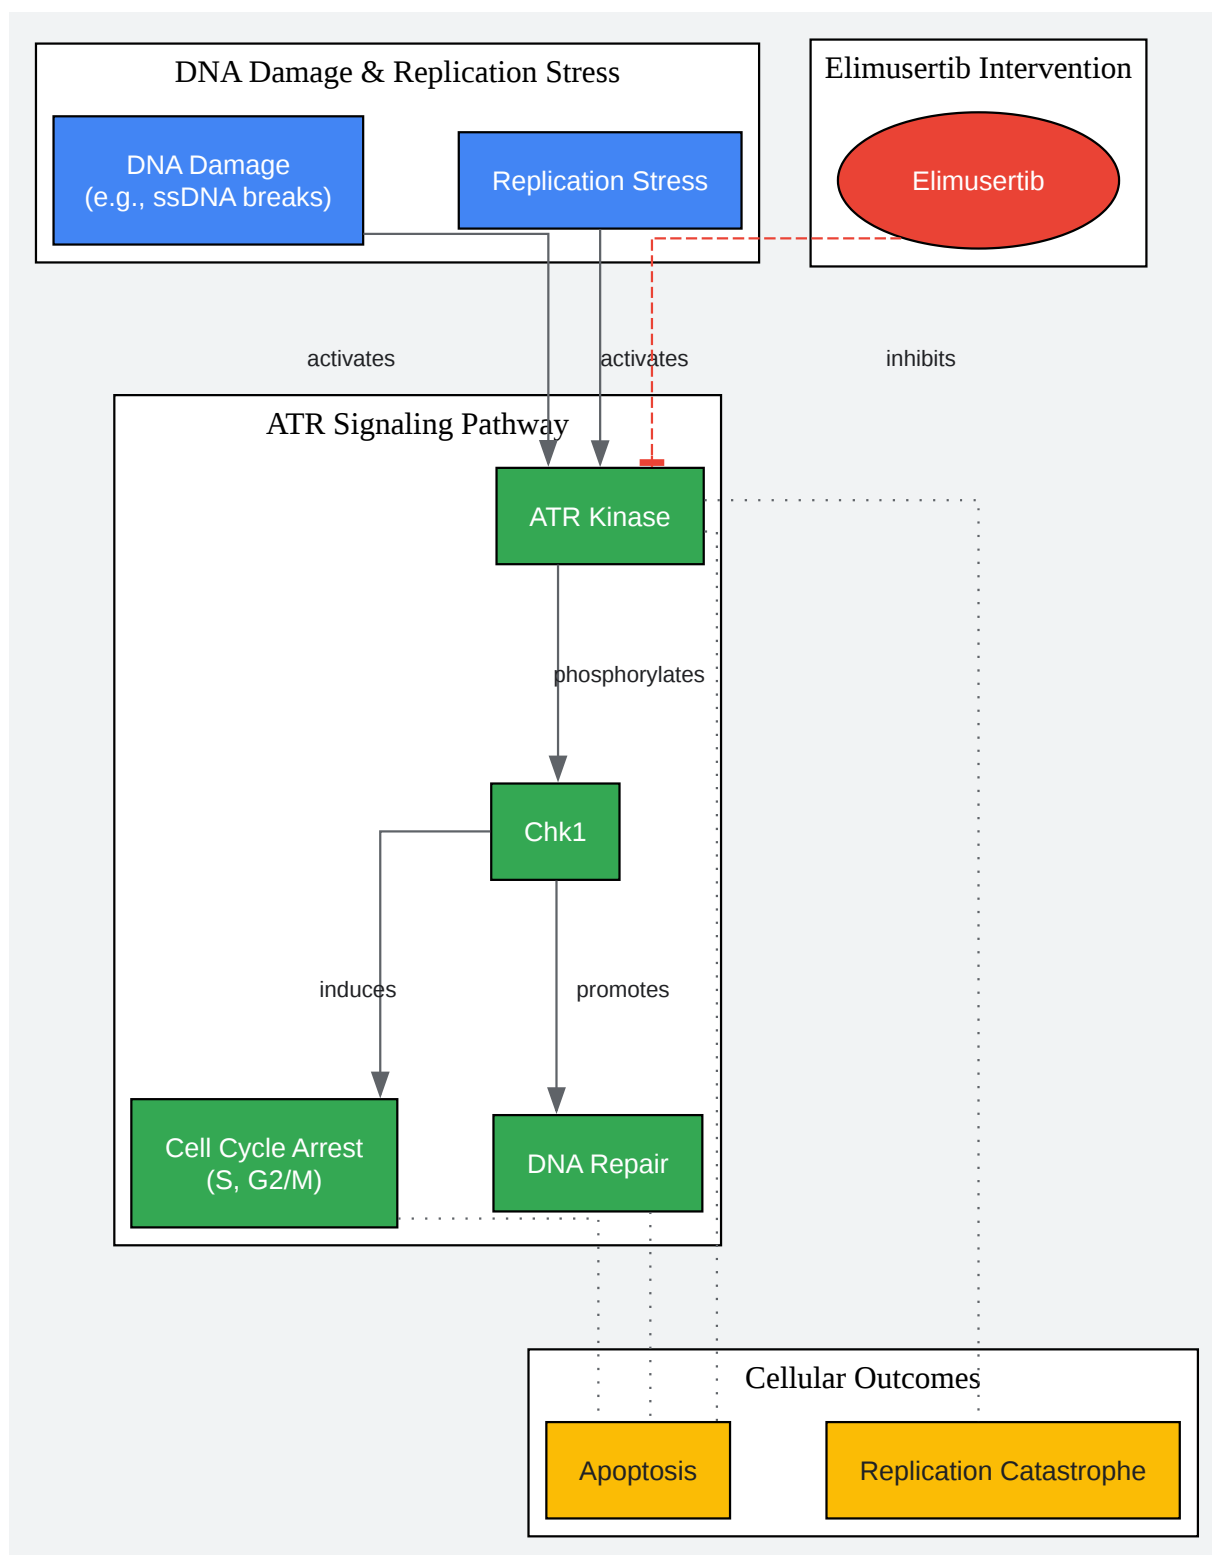 DNA Damage & Replication Stress
Elimusertib Intervention
DNA Damage
(e.g., ssDNA breaks)
Replication Stress
Elimusertib
activates
activates
inhibits
ATR Signaling Pathway
ATR Kinase
phosphorylates
Chk1
induces
promotes
Cell Cycle Arrest
(S, G2/M)
DNA Repair
Cellular Outcomes
Apoptosis
Replication Catastrophe